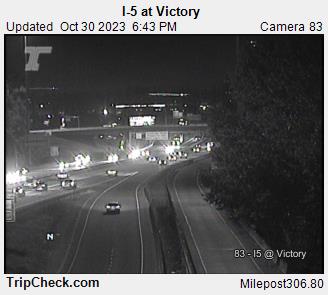 I-5 at Victory
Updated Oct 30 2023 6:43 PM Camera 83
T
N
83 - I5 @ Victory
TripCheck.com Milepost306.80